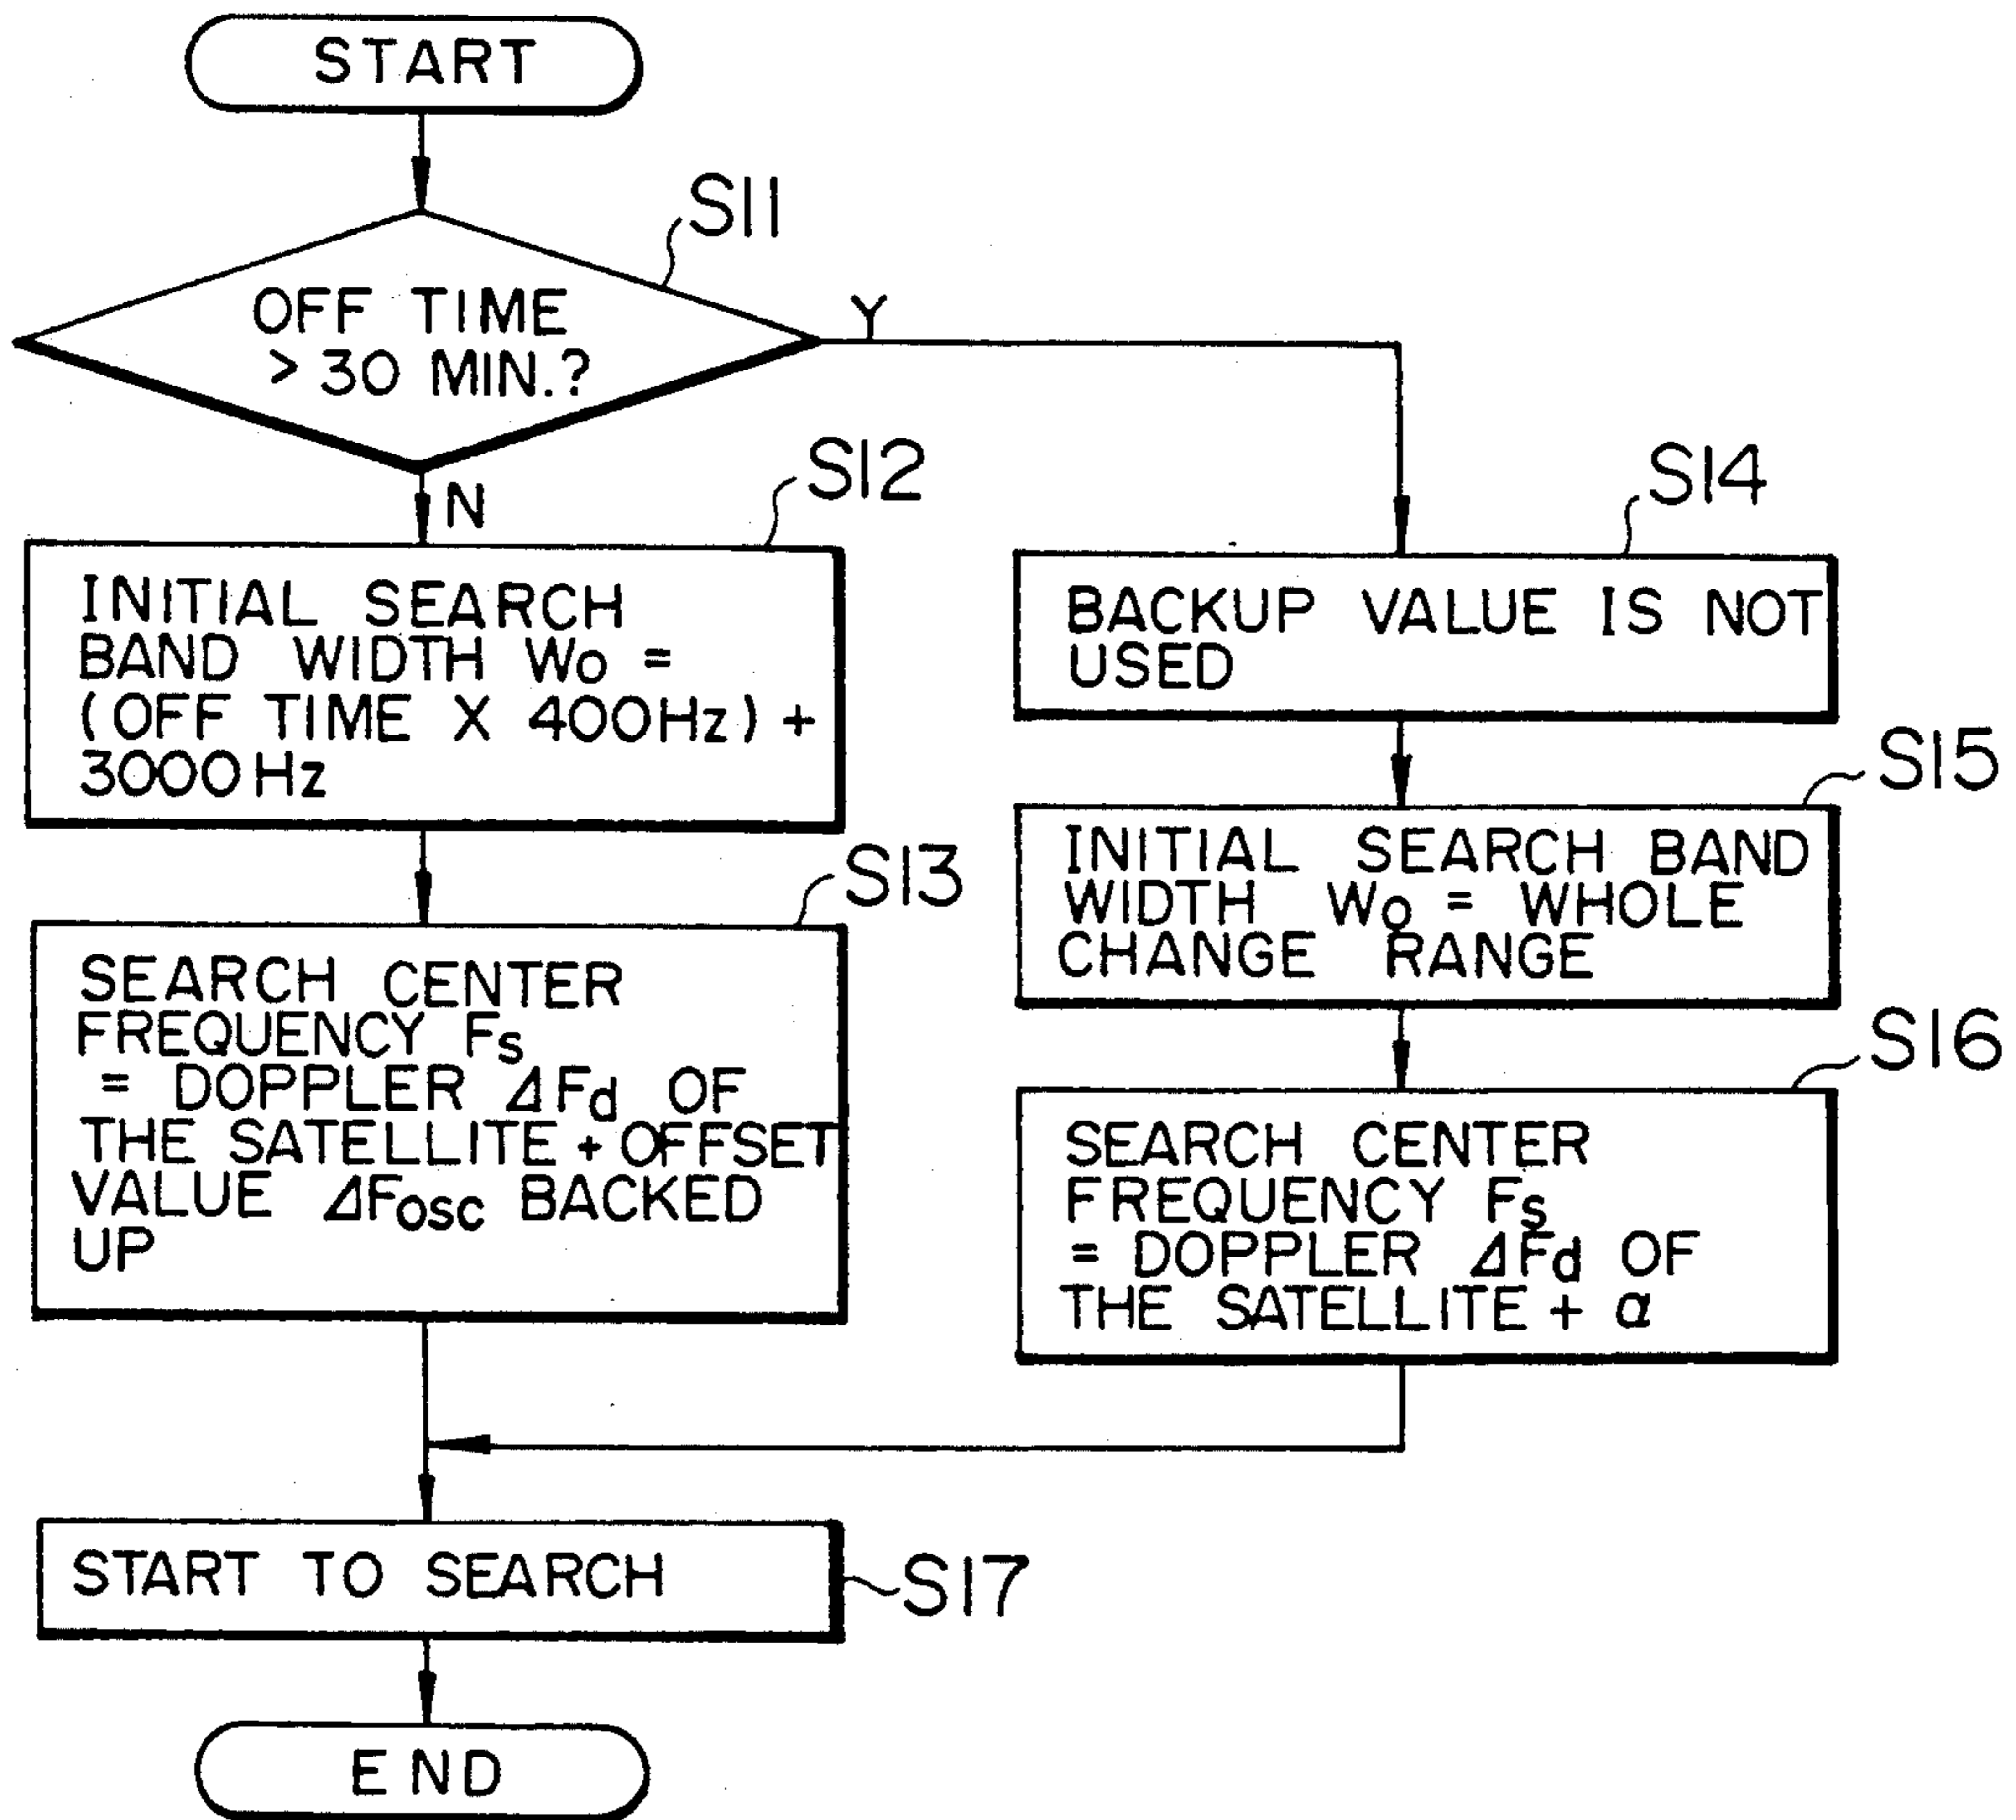 START
S11
OFF TIME
> 30 MIN.?
Y
N
S12
INITIAL SEARCH
BAND WIDTH Wo =
(OFF TIME X 400Hz) +
3000Hz
S13
SEARCH CENTER
FREQUENCY Fs
= DOPPLER ΔFd OF
THE SATELLITE + OFFSET
VALUE ΔFosc BACKED
UP
S14
BACKUP VALUE IS NOT
USED
S15
INITIAL SEARCH BAND
WIDTH Wo = WHOLE
CHANGE RANGE
S16
SEARCH CENTER
FREQUENCY Fs
= DOPPLER ΔFd OF
THE SATELLITE + α
START TO SEARCH
S17
END